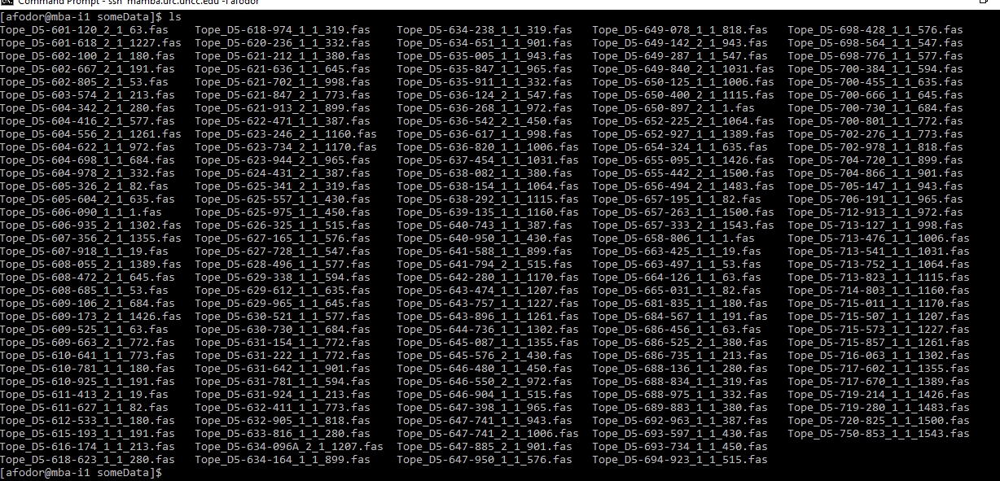 Command Prompt - ssh mamba.urc.uncc.edu -l afodor
[afodor@mba-i1 someData]$ ls
Tope_D5-601-120_2_1_63.fas Tope_D5-618-974_1_1_319.fas Tope_D5-634-238_1_1_319.fas Tope_D5-649-078_1_1_818.fas Tope_D5-698-428_1_1_576.fas
Tope_D5-601-618_2_1_1227.fas Tope_D5-620-236_1_1_332.fas Tope_D5-634-651_1_1_901.fas Tope_D5-649-142_2_1_943.fas Tope_D5-698-564_1_1_547.fas
Tope_D5-602-100_2_1_180.fas Tope_D5-621-212_1_1_380.fas Tope_D5-635-005_1_1_943.fas Tope_D5-649-287_1_1_547.fas Tope_D5-698-776_1_1_577.fas
Tope_D5-602-667_2_1_191.fas Tope_D5-621-636_1_1_645.fas Tope_D5-635-847_1_1_965.fas Tope_D5-649-840_2_1_1031.fas Tope_D5-700-384_1_1_594.fas
Tope_D5-602-805_2_1_53.fas Tope_D5-621-702_1_1_998.fas Tope_D5-635-911_1_1_332.fas Tope_D5-650-125_1_1_1006.fas Tope_D5-700-455_1_1_635.fas
Tope_D5-603-574_2_1_213.fas Tope_D5-621-847_2_1_773.fas Tope_D5-636-124_2_1_547.fas Tope_D5-650-400_2_1_1115.fas Tope_D5-700-666_1_1_645.fas
Tope_D5-604-342_2_1_280.fas Tope_D5-621-913_2_1_899.fas Tope_D5-636-268_1_1_972.fas Tope_D5-650-897_2_1_1.fas Tope_D5-700-730_1_1_684.fas
Tope_D5-604-416_2_1_577.fas Tope_D5-622-471_1_1_387.fas Tope_D5-636-542_2_1_450.fas Tope_D5-652-225_2_1_1064.fas Tope_D5-700-801_1_1_772.fas
Tope_D5-604-556_2_1_1261.fas Tope_D5-623-246_2_1_1160.fas Tope_D5-636-617_1_1_998.fas Tope_D5-652-927_1_1_1389.fas Tope_D5-702-276_1_1_773.fas
Tope_D5-604-622_1_1_972.fas Tope_D5-623-734_2_1_1170.fas Tope_D5-636-820_1_1_1006.fas Tope_D5-654-324_1_1_635.fas Tope_D5-702-978_1_1_818.fas
Tope_D5-604-698_1_1_684.fas Tope_D5-623-944_2_1_965.fas Tope_D5-637-454_1_1_1031.fas Tope_D5-655-095_1_1_1426.fas Tope_D5-704-720_1_1_899.fas
Tope_D5-604-978_2_1_332.fas Tope_D5-624-431_2_1_387.fas Tope_D5-638-082_1_1_380.fas Tope_D5-655-442_2_1_1500.fas Tope_D5-704-866_1_1_901.fas
Tope_D5-605-326_2_1_82.fas Tope_D5-625-341_2_1_319.fas Tope_D5-638-154_1_1_1064.fas Tope_D5-656-494_2_1_1483.fas Tope_D5-705-147_1_1_943.fas
Tope_D5-605-604_2_1_635.fas Tope_D5-625-557_1_1_430.fas Tope_D5-638-292_1_1_1115.fas Tope_D5-657-195_1_1_82.fas Tope_D5-706-191_1_1_965.fas
Tope_D5-606-090_1_1_1.fas Tope_D5-625-975_1_1_450.fas Tope_D5-639-135_1_1_1160.fas Tope_D5-657-263_1_1_1500.fas Tope_D5-712-913_1_1_972.fas
Tope_D5-606-935_2_1_1302.fas Tope_D5-626-325_1_1_515.fas Tope_D5-640-743_1_1_387.fas Tope_D5-657-333_2_1_1543.fas Tope_D5-713-127_1_1_998.fas
Tope_D5-607-356_2_1_1355.fas Tope_D5-627-165_1_1_576.fas Tope_D5-640-950_1_1_430.fas Tope_D5-658-806_1_1_1.fas Tope_D5-713-476_1_1_1006.fas
Tope_D5-607-918_1_1_19.fas Tope_D5-627-728_1_1_547.fas Tope_D5-641-588_1_1_899.fas Tope_D5-663-425_1_1_19.fas Tope_D5-713-541_1_1_1031.fas
Tope_D5-608-055_2_1_1389.fas Tope_D5-628-496_1_1_577.fas Tope_D5-641-794_2_1_515.fas Tope_D5-663-497_1_1_53.fas Tope_D5-713-752_1_1_1064.fas
Tope_D5-608-472_2_1_645.fas Tope_D5-629-338_1_1_594.fas Tope_D5-642-280_1_1_1170.fas Tope_D5-664-126_1_1_63.fas Tope_D5-713-823_1_1_1115.fas
Tope_D5-608-685_1_1_53.fas Tope_D5-629-612_1_1_635.fas Tope_D5-643-474_1_1_1207.fas Tope_D5-665-031_1_1_82.fas Tope_D5-714-803_1_1_1160.fas
Tope_D5-609-106_2_1_684.fas Tope_D5-629-965_1_1_645.fas Tope_D5-643-757_1_1_1227.fas Tope_D5-681-835_1_1_180.fas Tope_D5-715-011_1_1_1170.fas
Tope_D5-609-173_2_1_1426.fas Tope_D5-630-521_1_1_577.fas Tope_D5-643-896_1_1_1261.fas Tope_D5-684-567_1_1_191.fas Tope_D5-715-507_1_1_1207.fas
Tope_D5-609-525_1_1_63.fas Tope_D5-630-730_1_1_684.fas Tope_D5-644-736_1_1_1302.fas Tope_D5-686-456_1_1_63.fas Tope_D5-715-573_1_1_1227.fas
Tope_D5-609-663_2_1_772.fas Tope_D5-631-154_1_1_772.fas Tope_D5-645-087_1_1_1355.fas Tope_D5-686-525_2_1_380.fas Tope_D5-715-857_1_1_1261.fas
Tope_D5-610-641_1_1_773.fas Tope_D5-631-222_1_1_772.fas Tope_D5-645-576_2_1_430.fas Tope_D5-686-735_1_1_213.fas Tope_D5-716-063_1_1_1302.fas
Tope_D5-610-781_1_1_180.fas Tope_D5-631-642_1_1_901.fas Tope_D5-646-480_1_1_450.fas Tope_D5-688-136_1_1_280.fas Tope_D5-717-602_1_1_1355.fas
Tope_D5-610-925_1_1_191.fas Tope_D5-631-781_1_1_594.fas Tope_D5-646-550_2_1_972.fas Tope_D5-688-834_1_1_319.fas Tope_D5-717-670_1_1_1389.fas
Tope_D5-611-413_2_1_19.fas Tope_D5-631-924_1_1_213.fas Tope_D5-646-904_1_1_515.fas Tope_D5-688-975_1_1_332.fas Tope_D5-719-214_1_1_1426.fas
Tope_D5-611-627_1_1_82.fas Tope_D5-632-411_1_1_773.fas Tope_D5-647-398_1_1_965.fas Tope_D5-689-883_1_1_380.fas Tope_D5-719-280_1_1_1483.fas
Tope_D5-612-533_1_1_180.fas Tope_D5-632-905_1_1_818.fas Tope_D5-647-741_1_1_943.fas Tope_D5-692-963_1_1_387.fas Tope_D5-720-825_1_1_1500.fas
Tope_D5-615-193_1_1_191.fas Tope_D5-633-816_1_1_280.fas Tope_D5-647-741_2_1_1006.fas Tope_D5-693-597_1_1_430.fas Tope_D5-750-853_1_1_1543.fas
Tope_D5-616-174_1_1_213.fas Tope_D5-634-096A_2_1_1207.fas Tope_D5-647-885_2_1_901.fas Tope_D5-693-734_1_1_450.fas
Tope_D5-618-623_1_1_280.fas Tope_D5-634-164_1_1_899.fas Tope_D5-647-950_1_1_576.fas Tope_D5-694-923_1_1_515.fas
[afodor@mba-i1 someData]$